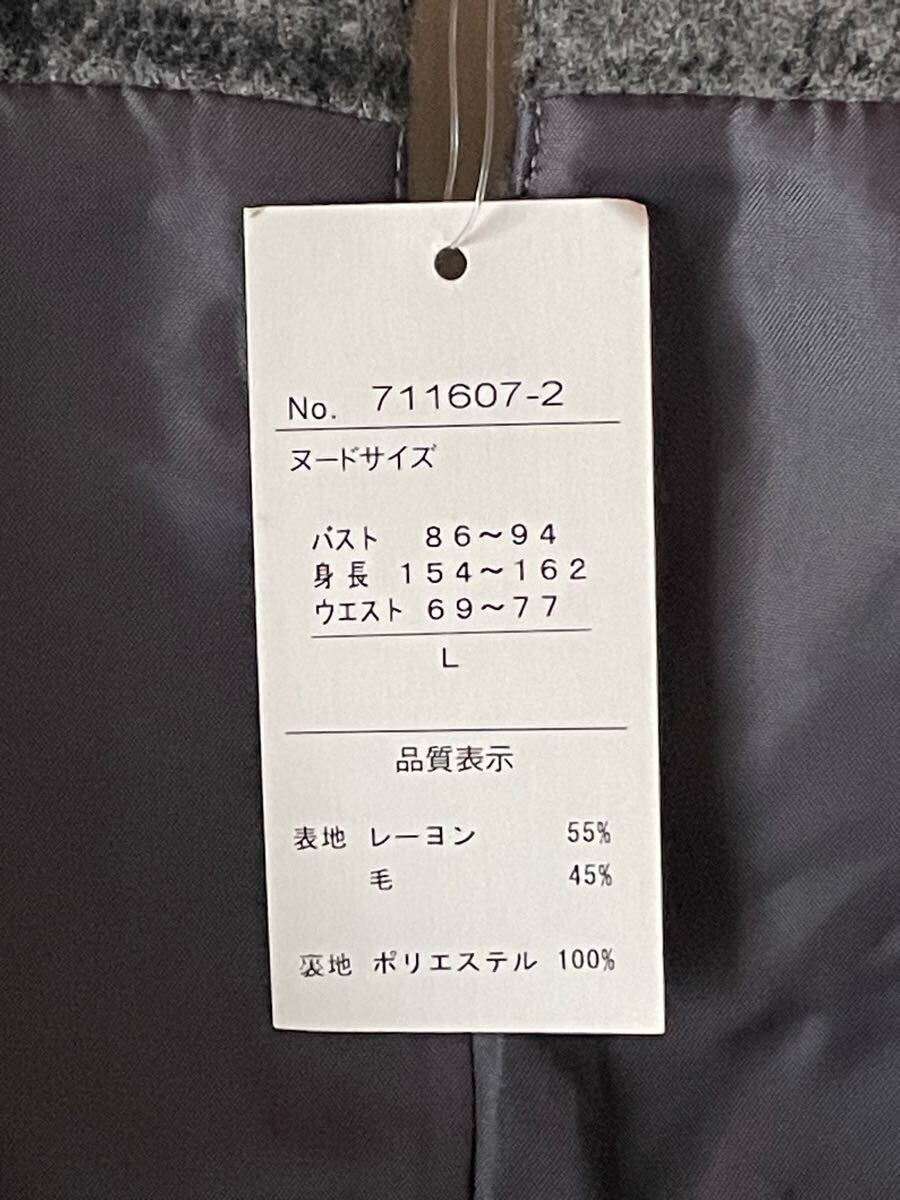 No. 711607-2
ヌードサイズ
バスト 86～94
身長 154～162
ウエスト 69～77
L
品質表示
表地 レーヨン 55%
毛 45%
裏地 ポリエステル 100%